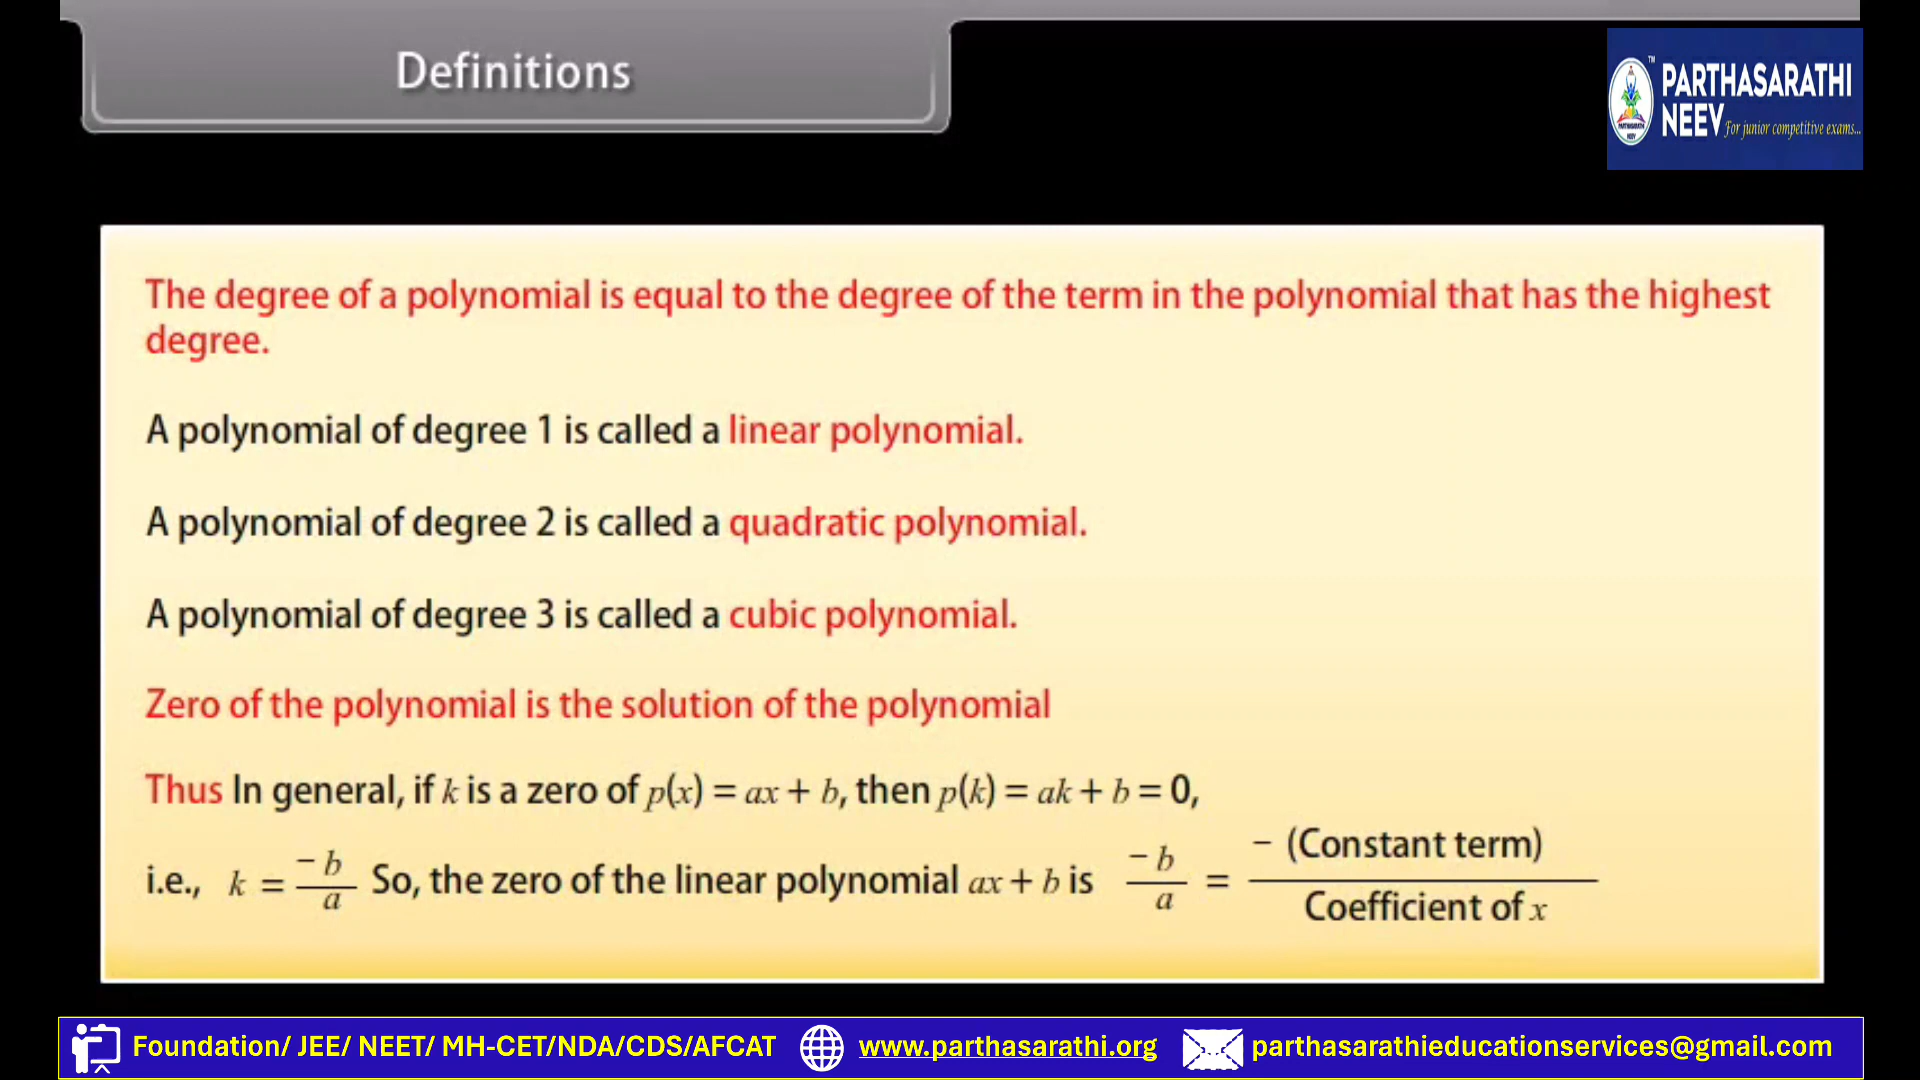 Definitions
TM
PARTHASARATHI
NEEV For junior competitive exams...
PARTHASARATHI
NEEV
The degree of a polynomial is equal to the degree of the term in the polynomial that has the highest
degree.
A polynomial of degree 1 is called a linear polynomial.
A polynomial of degree 2 is called a quadratic polynomial.
A polynomial of degree 3 is called a cubic polynomial.
Zero of the polynomial is the solution of the polynomial
Thus In general, if k is a zero of p(x) = ax + b, then p(k) = ak + b = 0,
i.e., k = −b/a So, the zero of the linear polynomial ax + b is −b/a = − (Constant term)/Coefficient of x
Foundation/ JEE/ NEET/ MH-CET/NDA/CDS/AFCAT www.parthasarathi.org parthasarathieducationservices@gmail.com